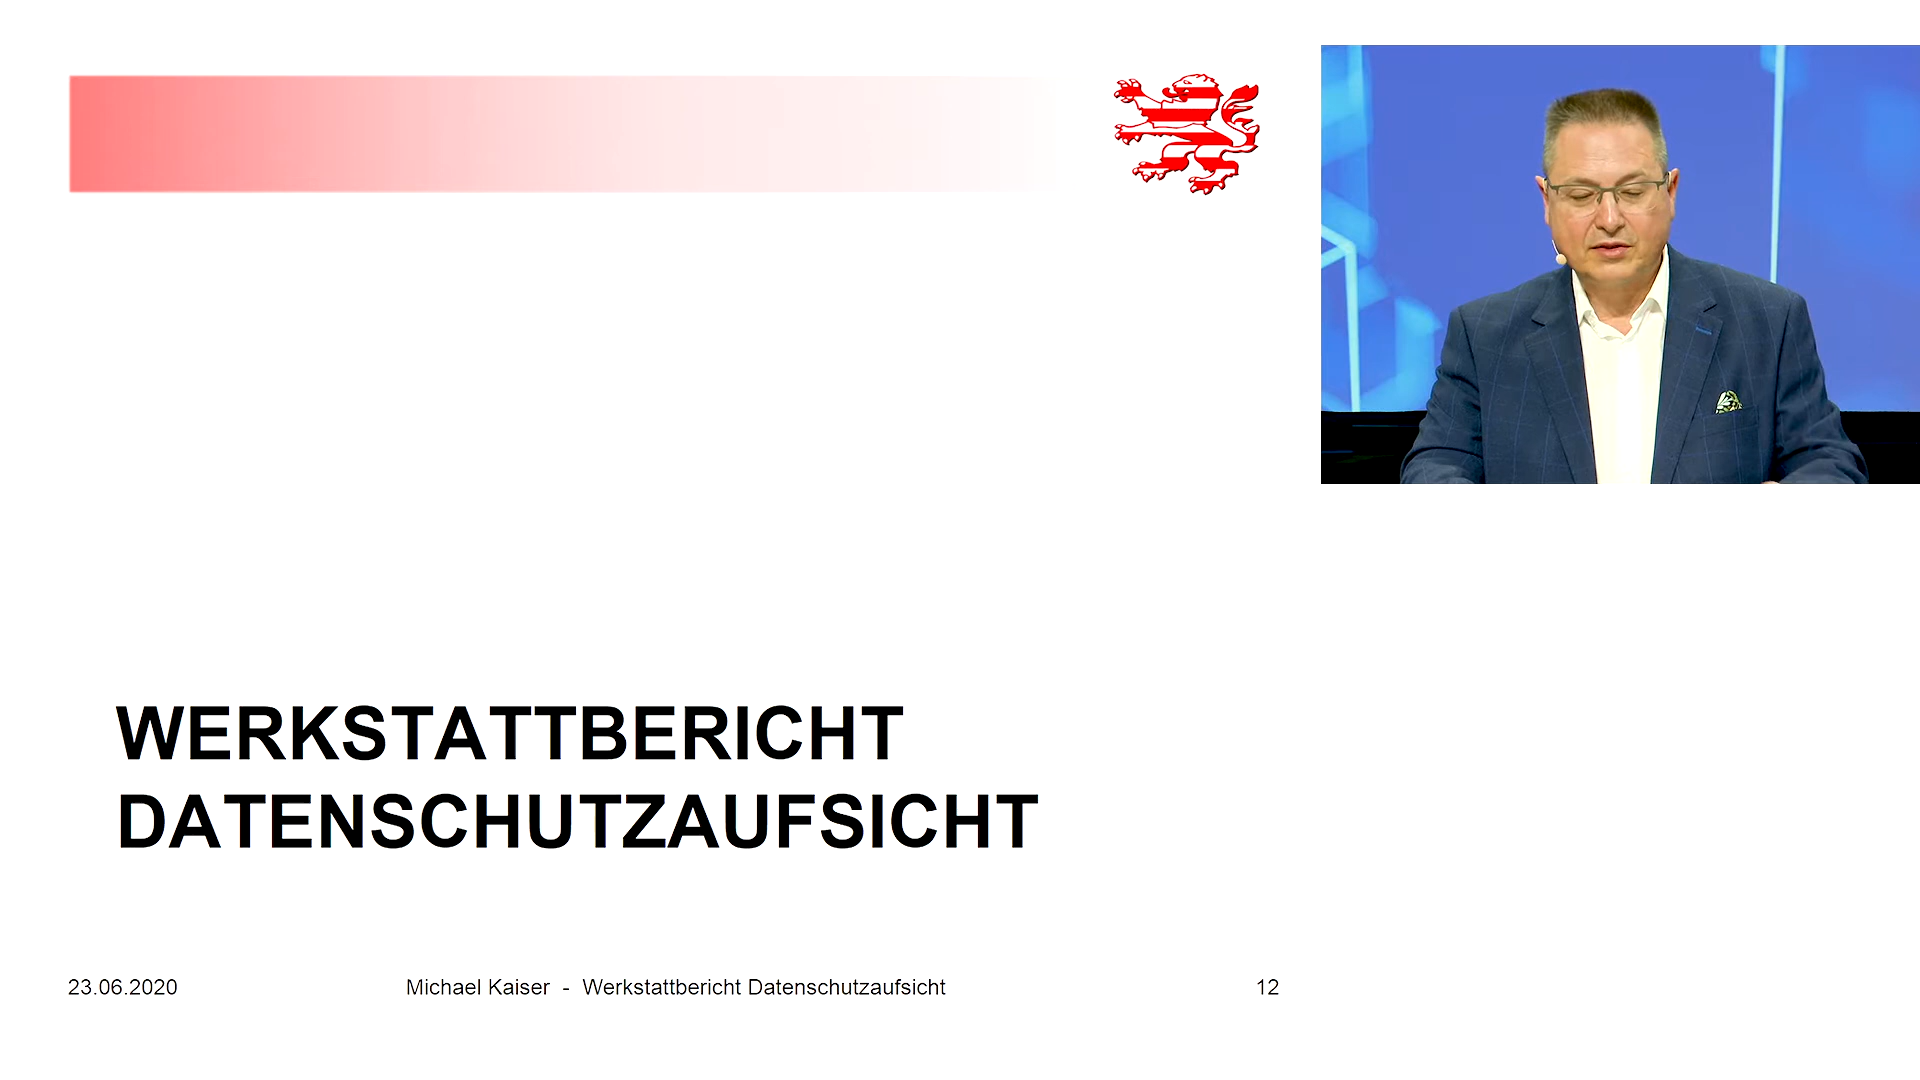 WERKSTATTBERICHT
DATENSCHUTZAUFSICHT
23.06.2020 Michael Kaiser - Werkstattbericht Datenschutzaufsicht 12